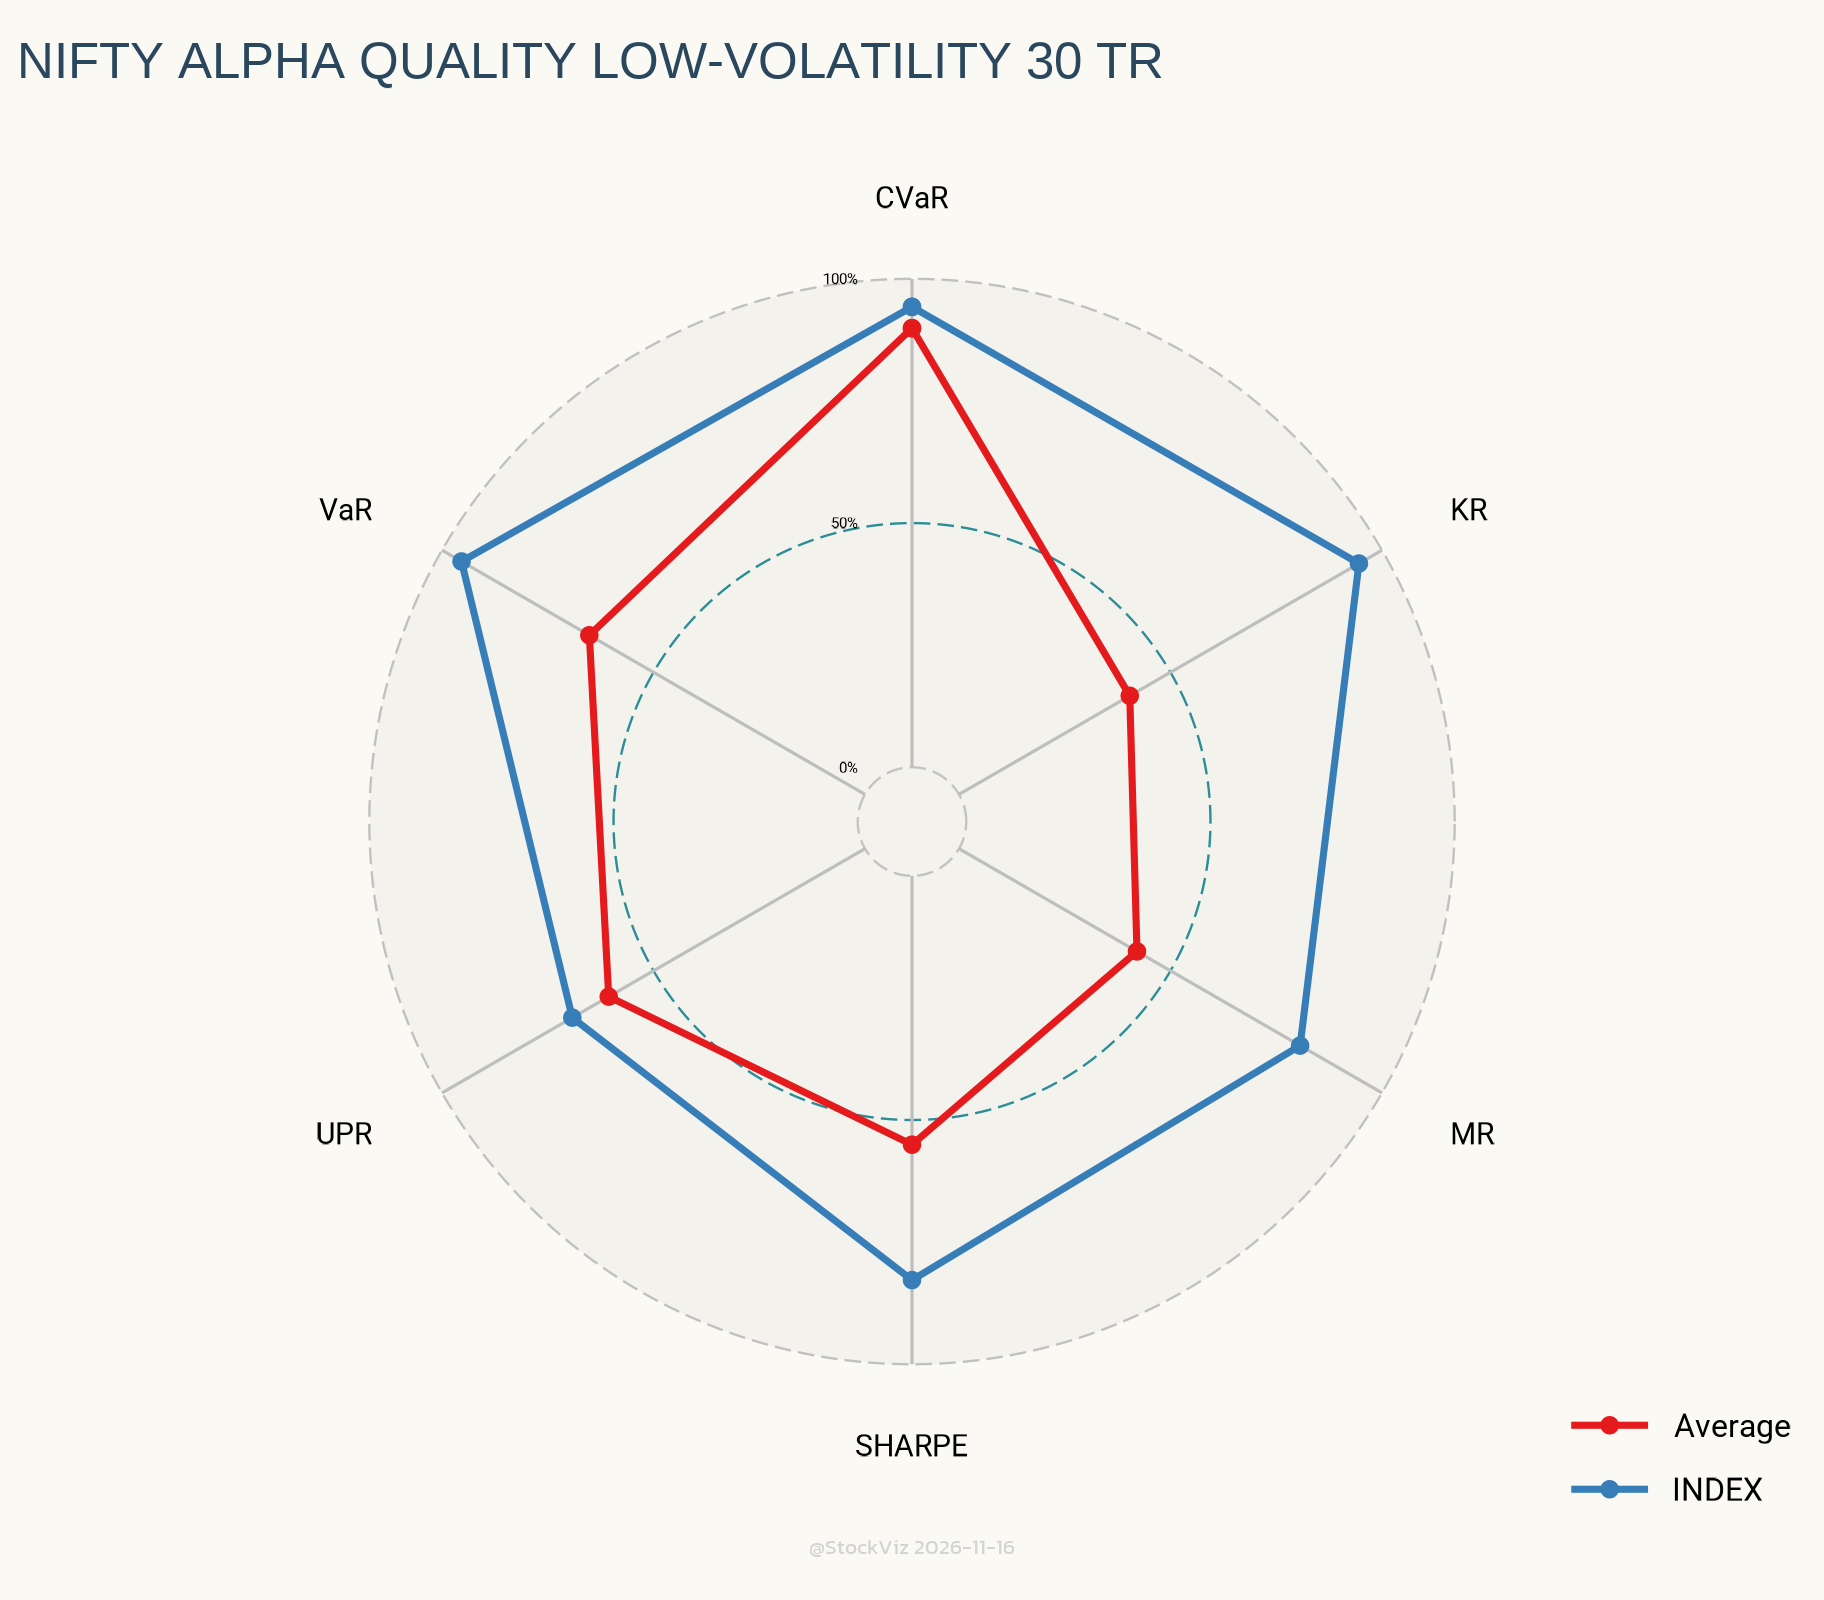 NIFTY ALPHA QUALITY LOW-VOLATILITY 30 TR
CVaR
100%
VaR
KR
50%
0%
UPR
MR
SHARPE
Average
INDEX
@StockViz 2026-11-16